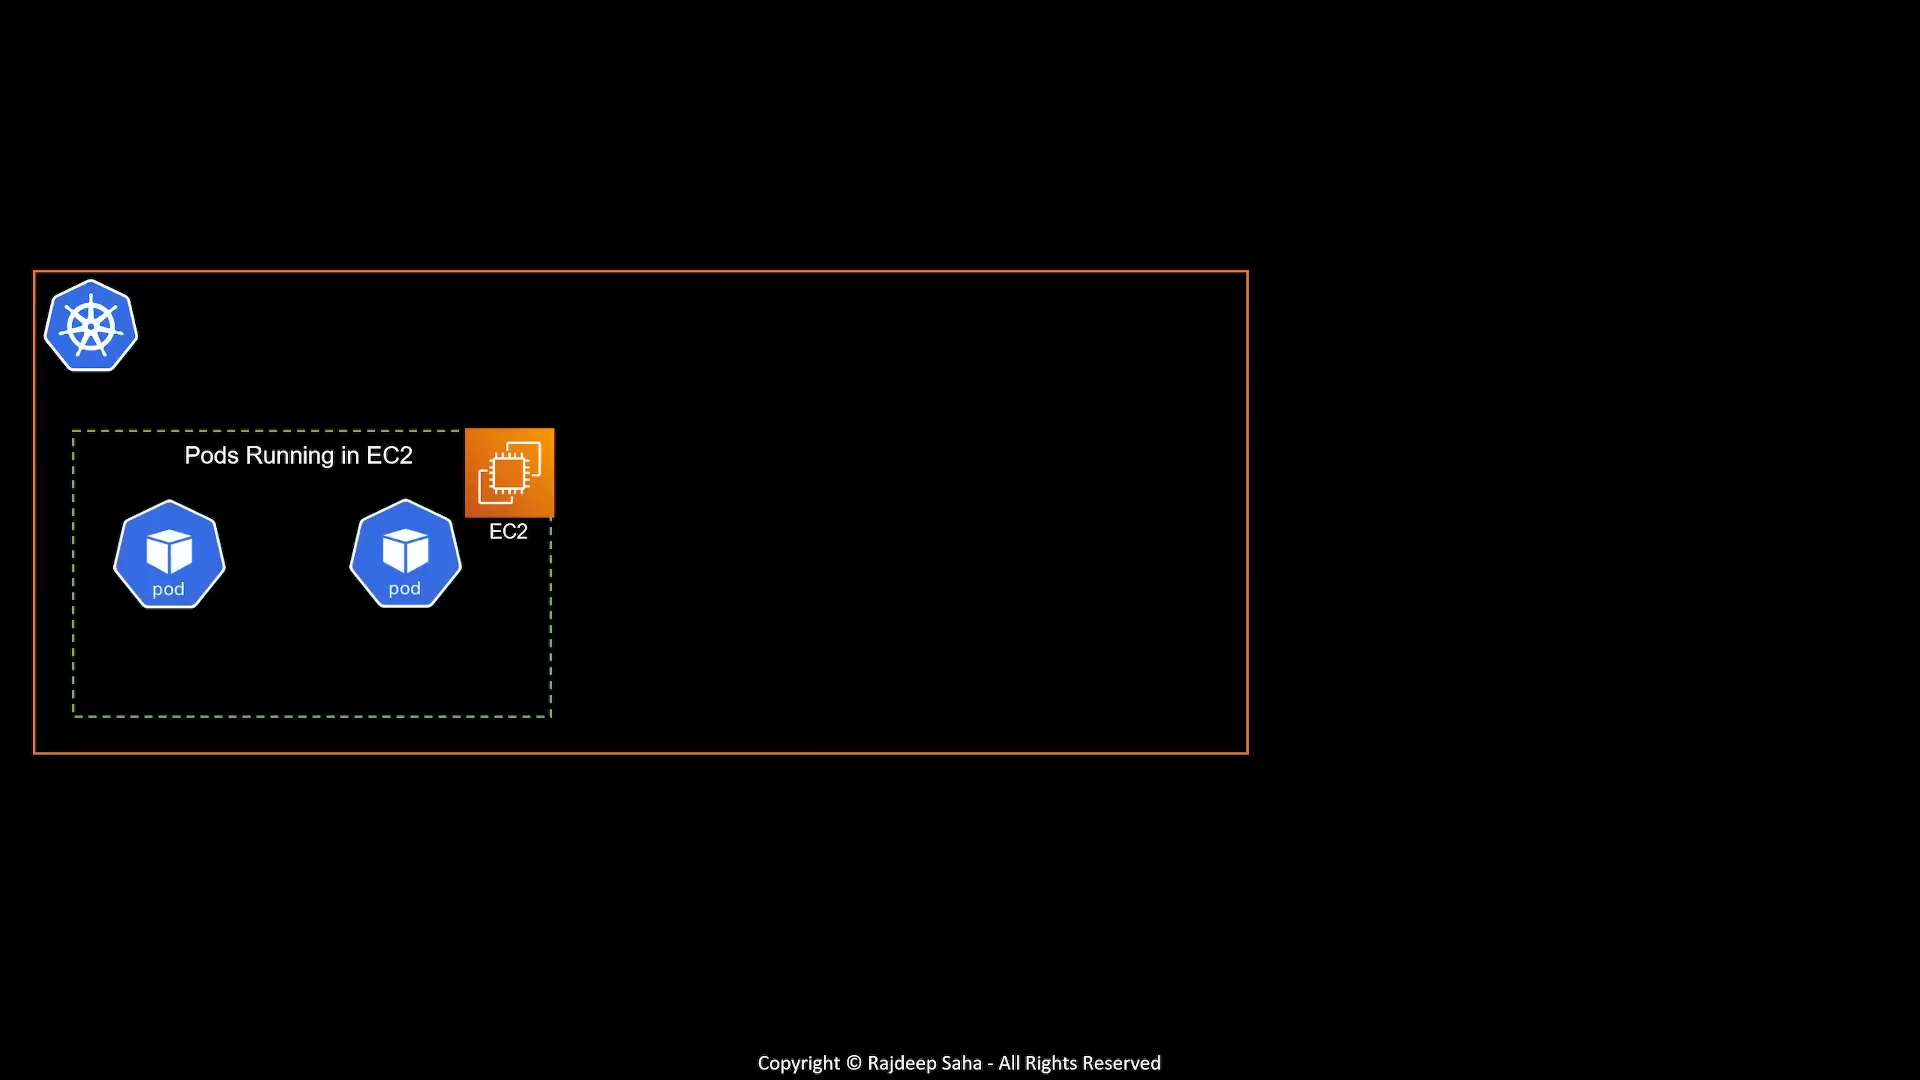 Pods Running in EC2
EC2
pod
pod
Copyright © Rajdeep Saha - All Rights Reserved